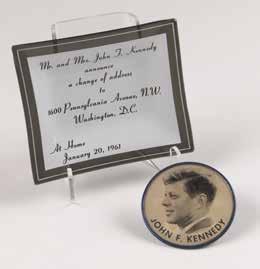 Mr. and Mrs. John F. Kennedy
announce
a change of address
to
1600 Pennsylvania Avenue, N.W.
Washington, D.C.
At Home
January 20, 1961
JOHN F. KENNEDY